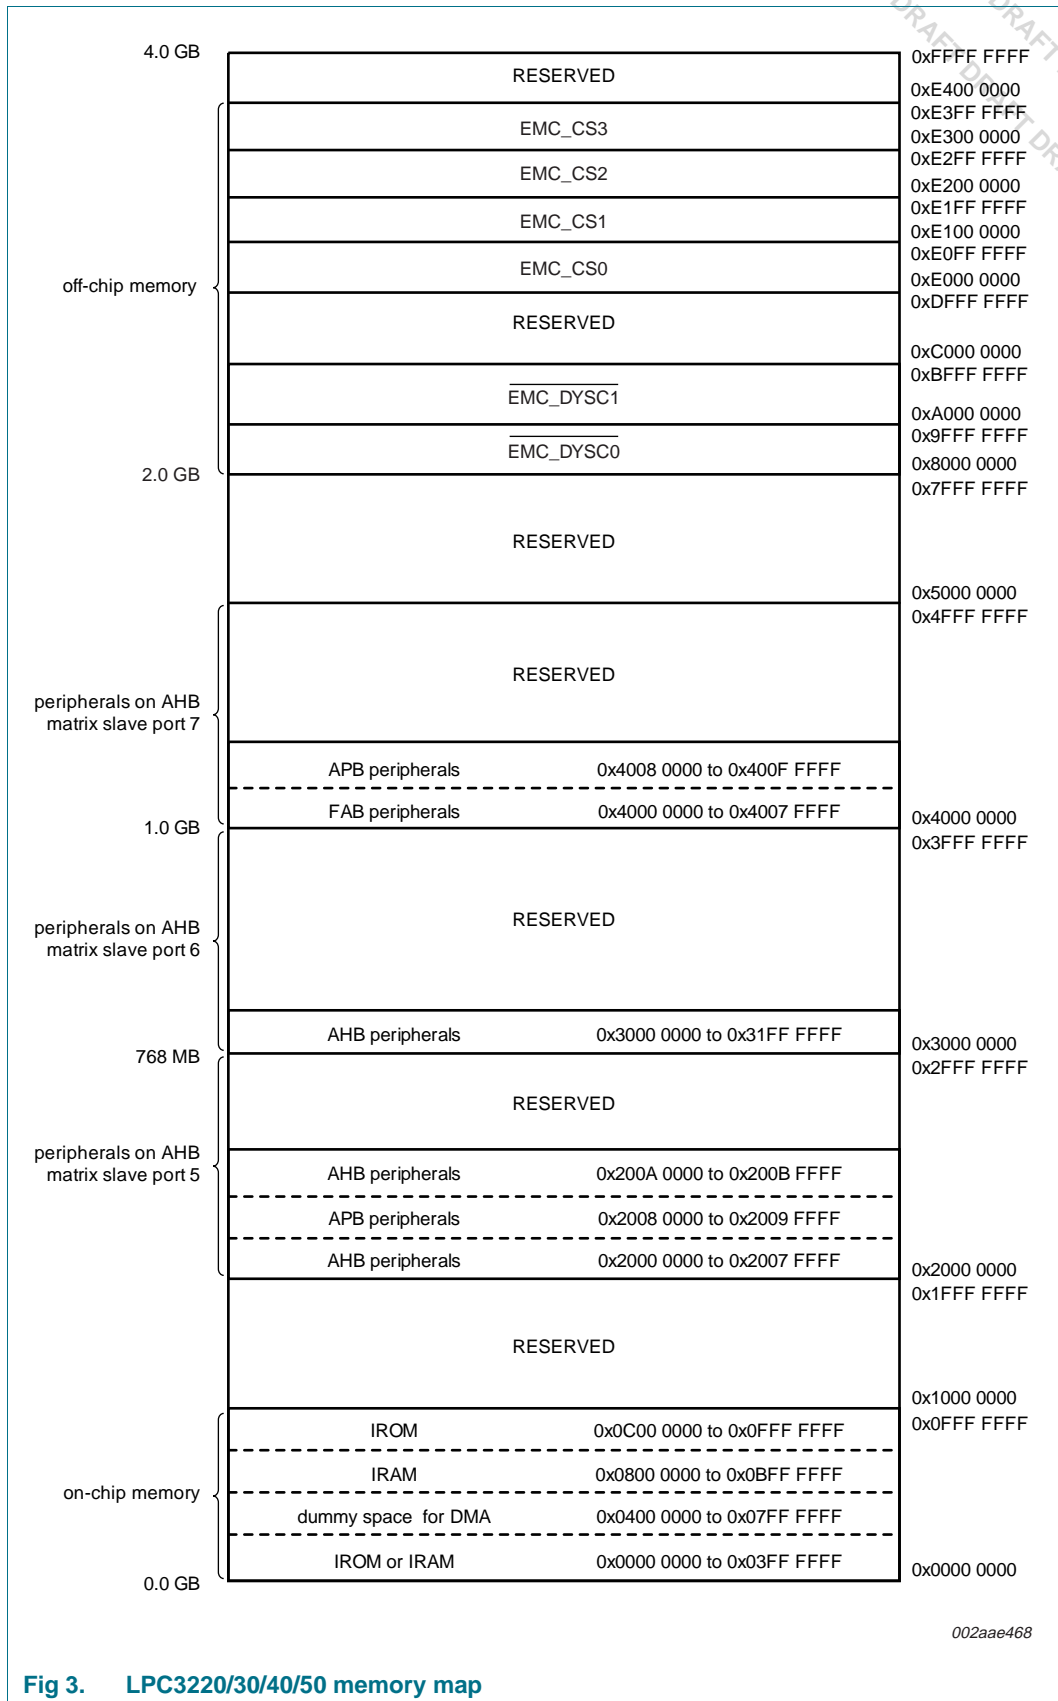 DRAFT DRAFT DRAFT DR
DRAFT
4.0 GB
0xFFFF FFFF
RESERVED
0xE400 0000
0xE3FF FFFF
EMC_CS3
0xE300 0000
0xE2FF FFFF
EMC_CS2
0xE200 0000
0xE1FF FFFF
EMC_CS1
0xE100 0000
0xE0FF FFFF
EMC_CS0
0xE000 0000
off-chip memory
0xDFFF FFFF
RESERVED
0xC000 0000
0xBFFF FFFF
EMC_DYSC1
0xA000 0000
0x9FFF FFFF
EMC_DYSC0
0x8000 0000
2.0 GB
0x7FFF FFFF
RESERVED
0x5000 0000
0x4FFF FFFF
RESERVED
peripherals on AHB
matrix slave port 7
APB peripherals 0x4008 0000 to 0x400F FFFF
FAB peripherals 0x4000 0000 to 0x4007 FFFF
0x4000 0000
1.0 GB
0x3FFF FFFF
RESERVED
peripherals on AHB
matrix slave port 6
AHB peripherals 0x3000 0000 to 0x31FF FFFF
0x3000 0000
768 MB
0x2FFF FFFF
RESERVED
peripherals on AHB
matrix slave port 5
AHB peripherals 0x200A 0000 to 0x200B FFFF
APB peripherals 0x2008 0000 to 0x2009 FFFF
AHB peripherals 0x2000 0000 to 0x2007 FFFF
0x2000 0000
0x1FFF FFFF
RESERVED
0x1000 0000
0x0FFF FFFF
IROM 0x0C00 0000 to 0x0FFF FFFF
IRAM 0x0800 0000 to 0x0BFF FFFF
on-chip memory
dummy space for DMA 0x0400 0000 to 0x07FF FFFF
IROM or IRAM 0x0000 0000 to 0x03FF FFFF
0x0000 0000
0.0 GB
002aae468
Fig 3. LPC3220/30/40/50 memory map